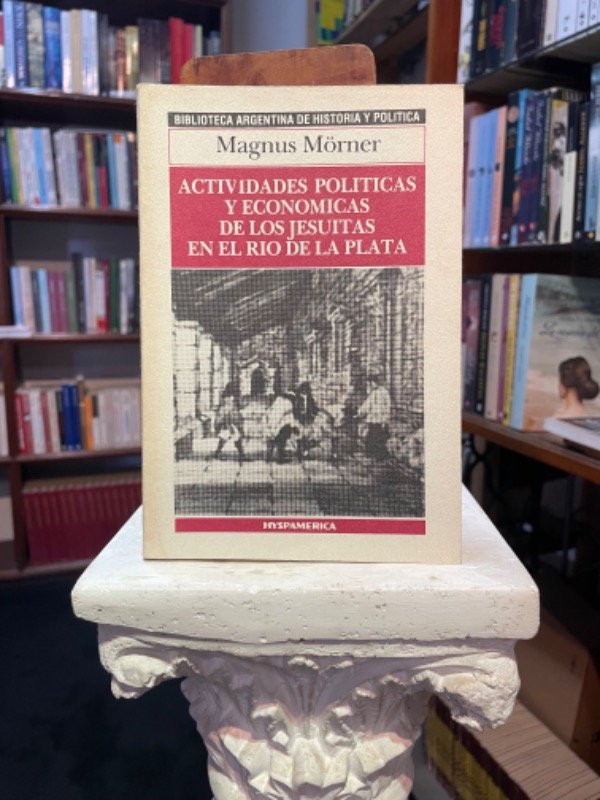 BIBLIOTECA ARGENTINA DE HISTORIA Y POLITICA
Magnus Mörner
ACTIVIDADES POLITICAS
Y ECONOMICAS
DE LOS JESUITAS
EN EL RIO DE LA PLATA
HYSPAMERICA